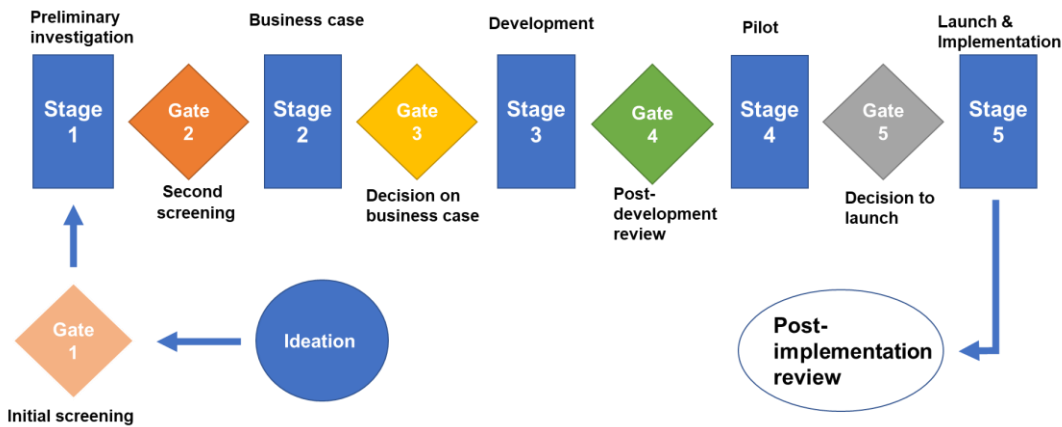 Preliminary
investigation
Business case
Development
Pilot
Launch &
Implementation
Stage
1
Gate
2
Stage
2
Gate
3
Stage
3
Gate
4
Stage
4
Gate
5
Stage
5
Second
screening
Decision on
business case
Post-
development
review
Decision to
launch
Gate
1
Ideation
Post-
implementation
review
Initial screening